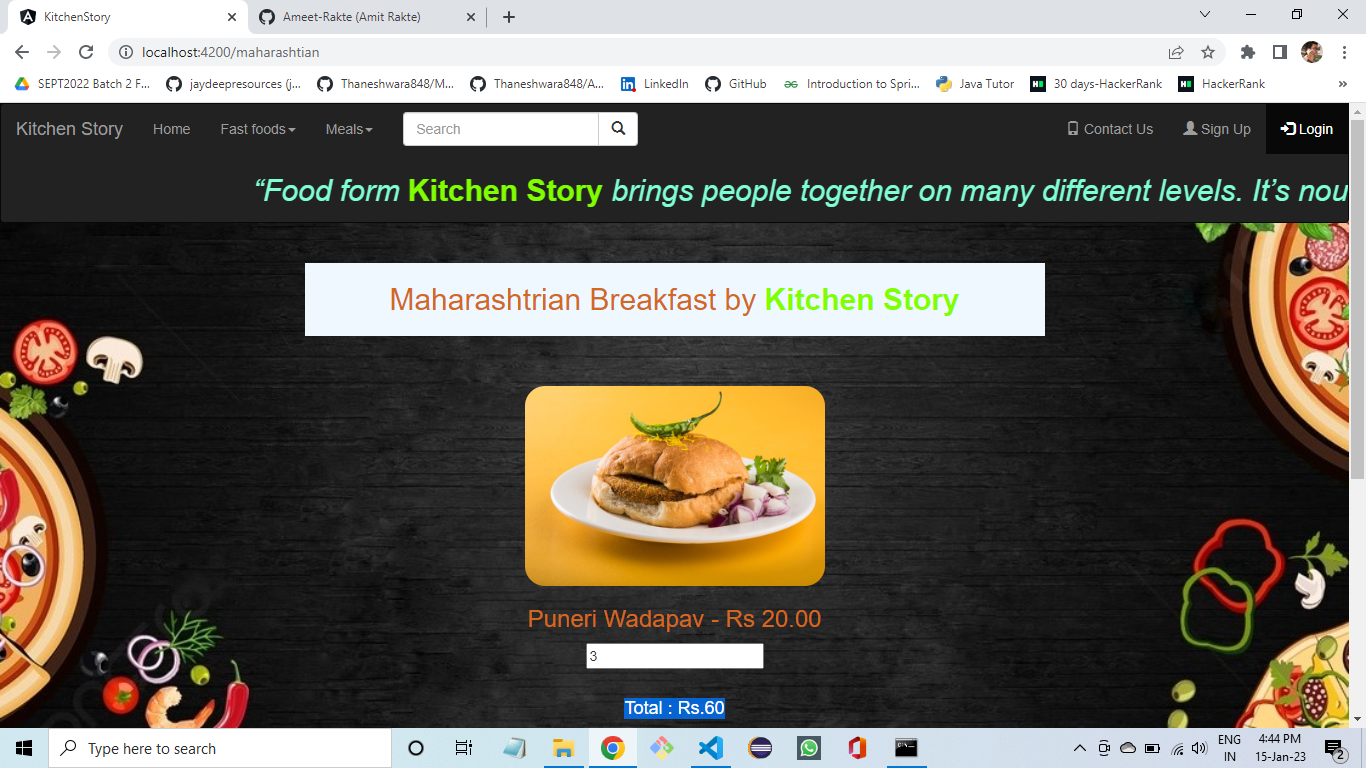 KitchenStory
Ameet-Rakte (Amit Rakte)
localhost:4200/maharashtian
SEPT2022 Batch 2 F...
jaydeepresources (j...
Thaneshwara848/M...
Thaneshwara848/A...
LinkedIn
GitHub
Introduction to Spri...
Java Tutor
30 days-HackerRank
HackerRank
»
Kitchen Story
Home
Fast foods
Meals
Search
Contact Us
Sign Up
Login
“Food form Kitchen Story brings people together on many different levels. It’s nou
Maharashtrian Breakfast by Kitchen Story
Puneri Wadapav - Rs 20.00
3
Total : Rs.60
Type here to search
ENG
IN
4:44 PM
15-Jan-23
2